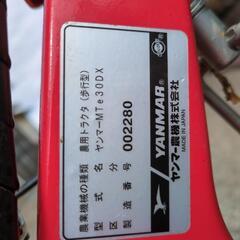 農業機械の種類 農用トラクタ(歩行型)
型式名 ヤンマーMTe30DX
区分
製造番号 002280
YANMAR
ヤンマー農機株式会社
MADE IN JAPAN